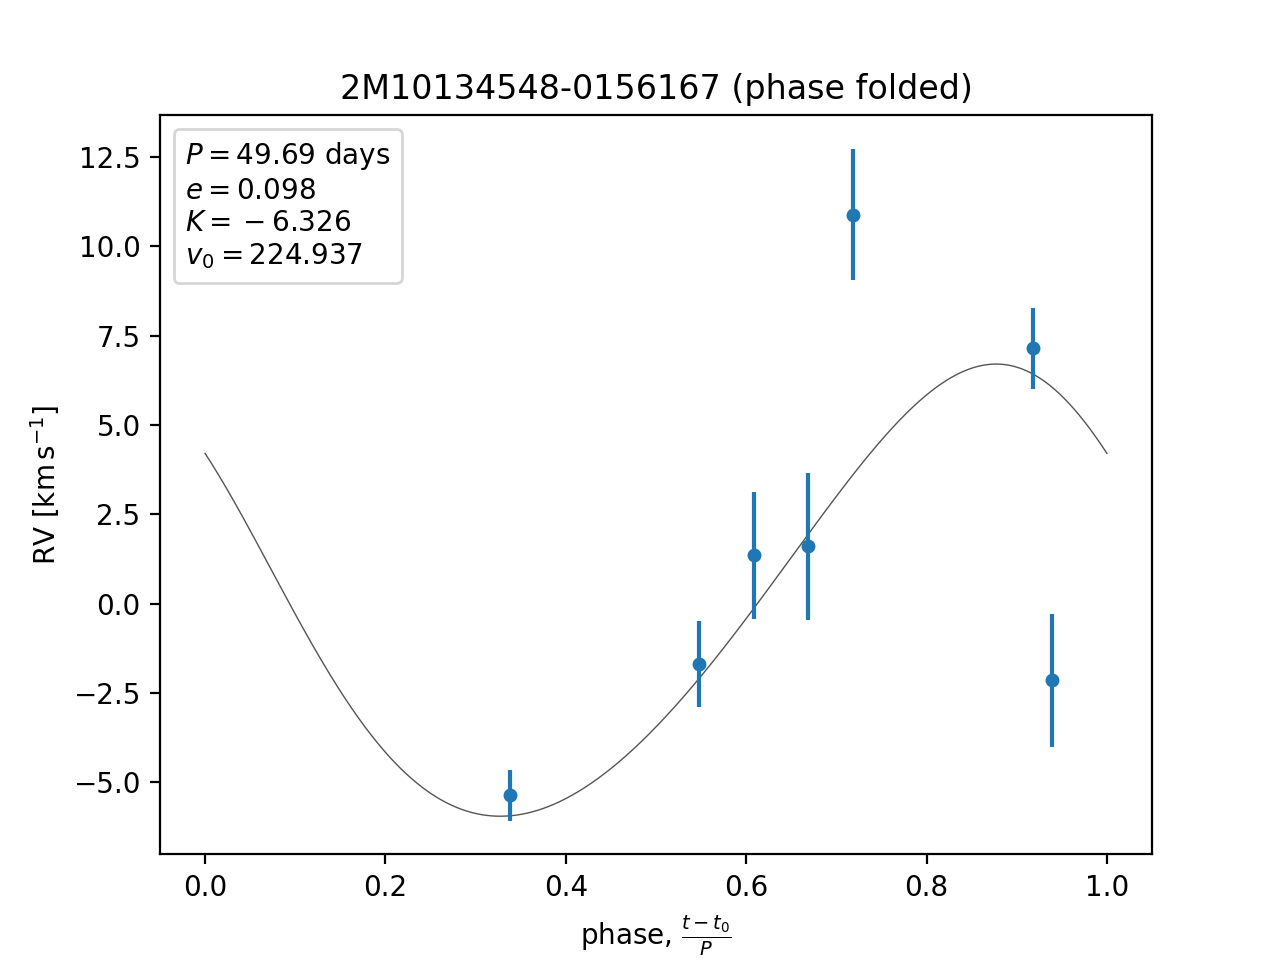 2M10134548-0156167 (phase folded)
P = 49.69 days
e = 0.098
K = −6.326
v₀ = 224.937
12.5
10.0
7.5
5.0
2.5
0.0
−2.5
−5.0
RV [km s⁻¹]
0.0 0.2 0.4 0.6 0.8 1.0
phase, (t − t₀)/P